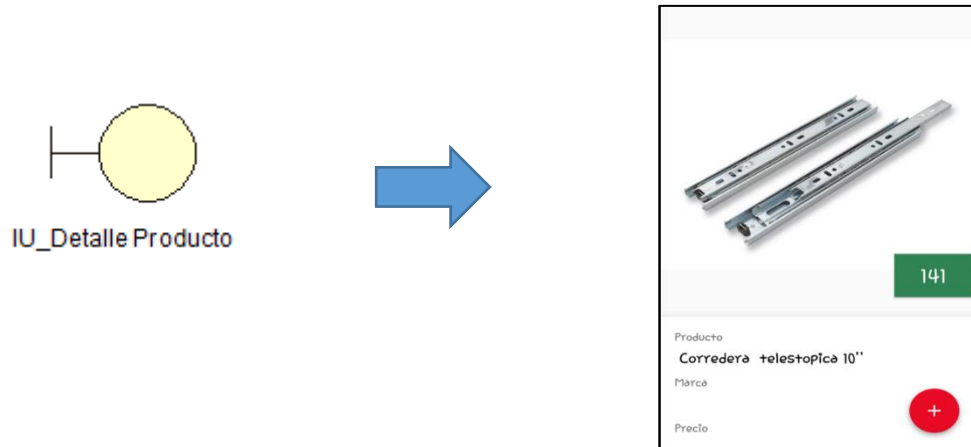 IU_Detalle Producto
141
Producto
Corredera telestopica 10''
Marca
Precio
+